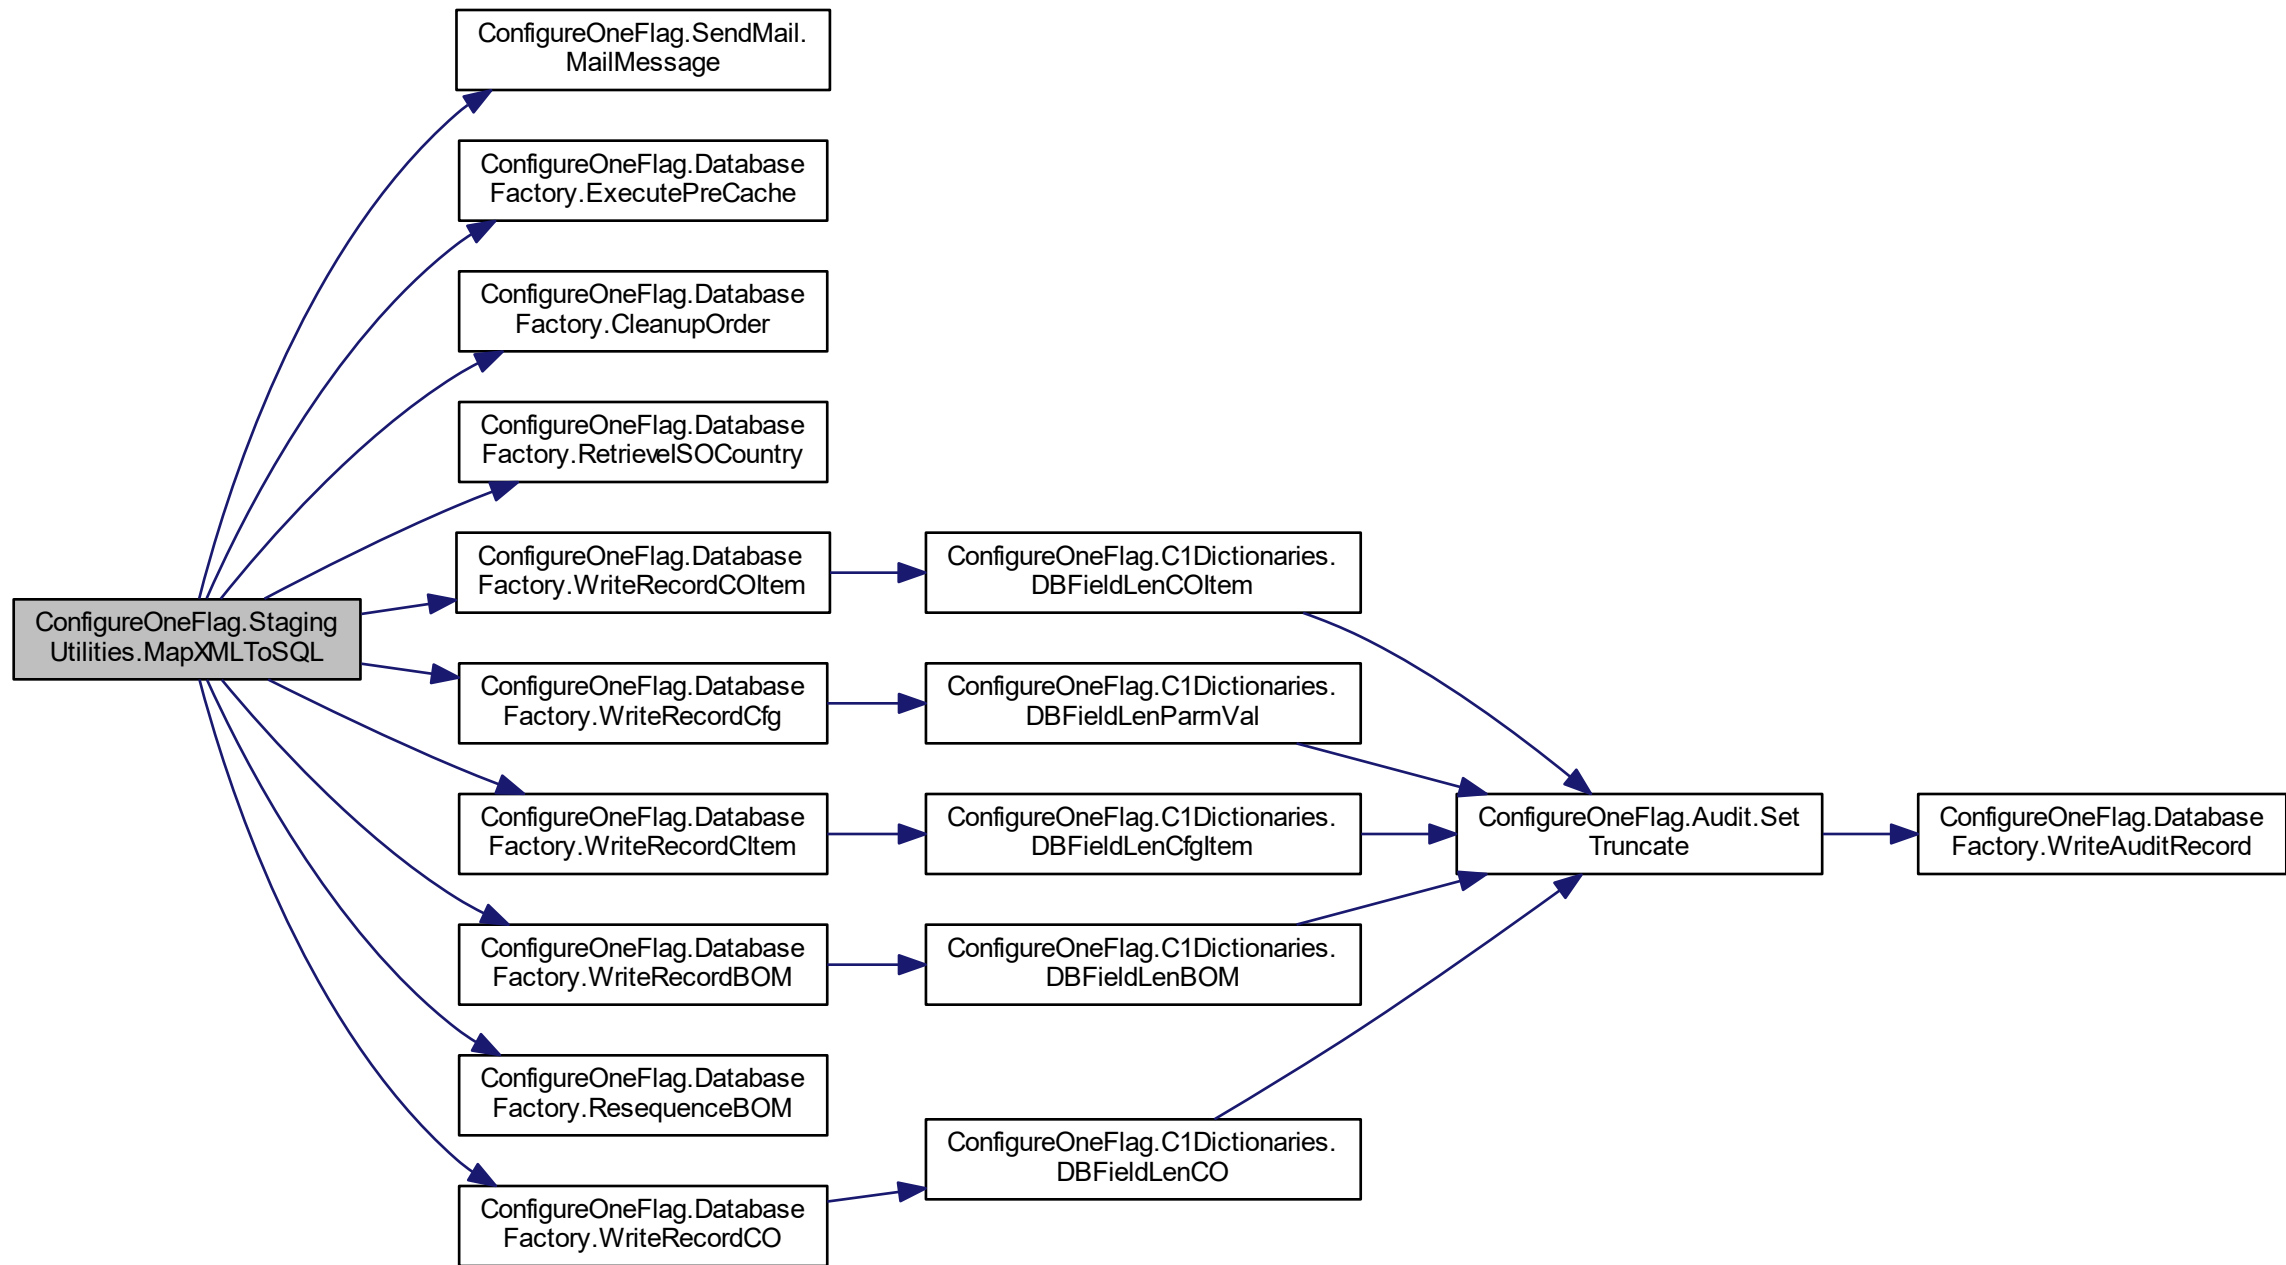 ConfigureOneFlag.SendMail.
MailMessage
ConfigureOneFlag.Database
Factory.ExecutePreCache
ConfigureOneFlag.Database
Factory.CleanupOrder
ConfigureOneFlag.Database
Factory.RetrieveISOCountry
ConfigureOneFlag.Staging
Utilities.MapXMLToSQL
ConfigureOneFlag.Database
Factory.WriteRecordCOItem
ConfigureOneFlag.C1Dictionaries.
DBFieldLenCOItem
ConfigureOneFlag.Database
Factory.WriteRecordCfg
ConfigureOneFlag.C1Dictionaries.
DBFieldLenParmVal
ConfigureOneFlag.Database
Factory.WriteRecordCItem
ConfigureOneFlag.C1Dictionaries.
DBFieldLenCfgItem
ConfigureOneFlag.Audit.Set
Truncate
ConfigureOneFlag.Database
Factory.WriteAuditRecord
ConfigureOneFlag.Database
Factory.WriteRecordBOM
ConfigureOneFlag.C1Dictionaries.
DBFieldLenBOM
ConfigureOneFlag.Database
Factory.ResequenceBOM
ConfigureOneFlag.C1Dictionaries.
DBFieldLenCO
ConfigureOneFlag.Database
Factory.WriteRecordCO